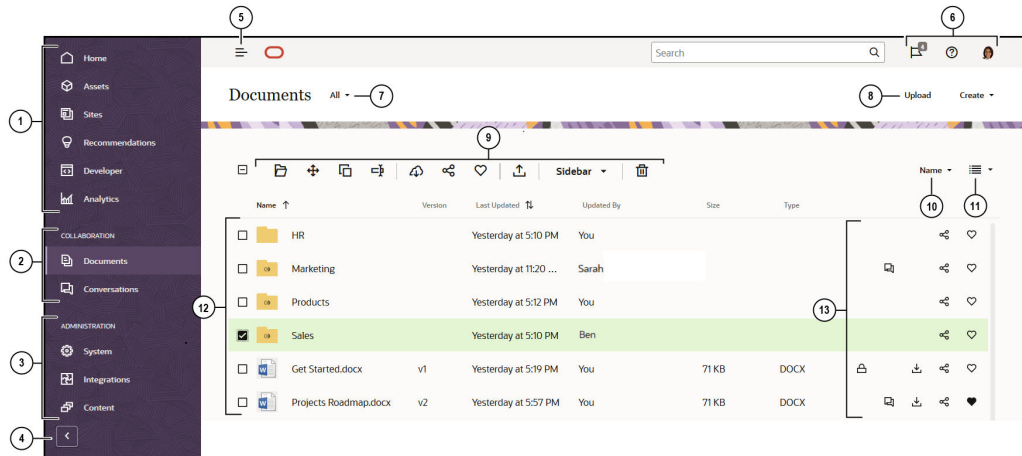 5
6
Home
Search
4
Assets
Documents
All
7
8
Upload
Create
Sites
1
Recommendations
9
Developer
Sidebar
Name
Analytics
10
11
Name
Version
Last Updated
Updated By
Size
Type
COLLABORATION
HR
Yesterday at 5:10 PM
You
2
Documents
Marketing
Yesterday at 11:20 ...
Sarah
Conversations
12
Products
Yesterday at 5:12 PM
You
13
ADMINISTRATION
Sales
Yesterday at 5:10 PM
Ben
System
3
Get Started.docx
v1
Yesterday at 5:19 PM
You
71 KB
DOCX
Integrations
Content
Projects Roadmap.docx
v2
Yesterday at 5:57 PM
You
71 KB
DOCX
4